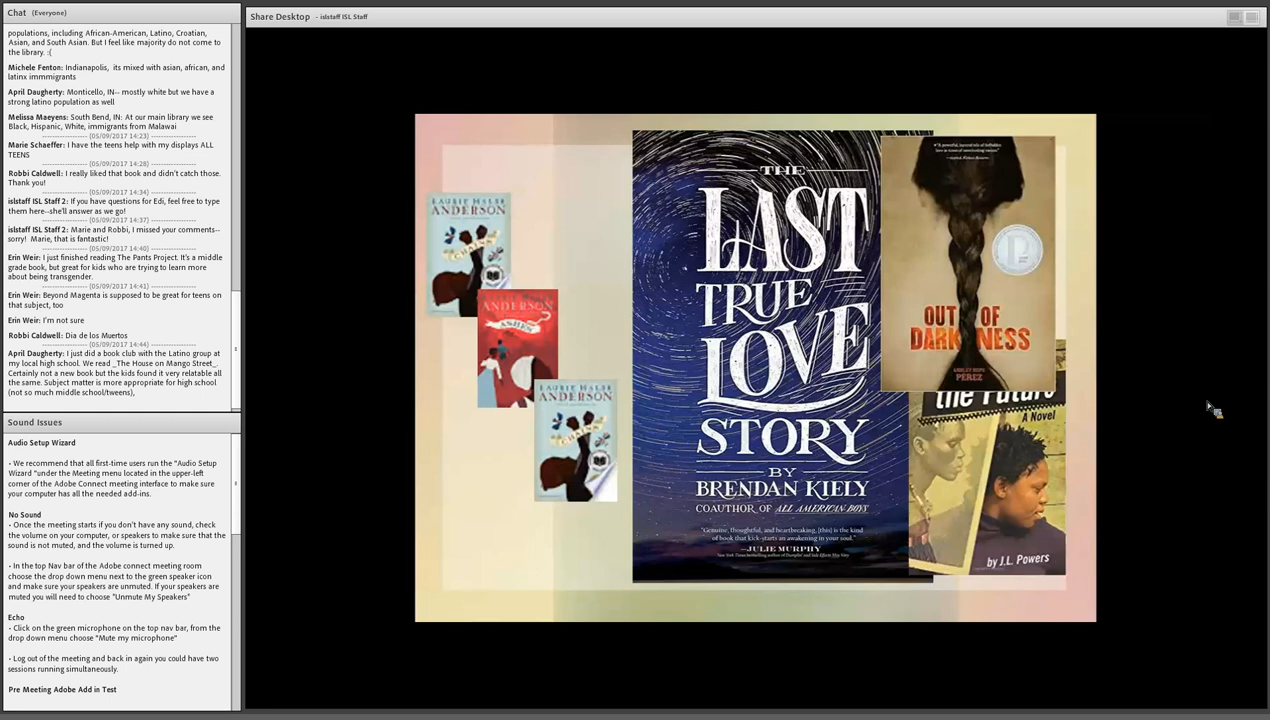 Chat (Everyone)
populations, including African-American, Latino, Croatian,
Asian, and South Asian. But I feel like majority do not come to
the library. :(
Michele Fenton: Indianapolis, its mixed with asian, african, and
latinx immmigrants
April Daugherty: Monticello, IN-- mostly white but we have a
strong latino population as well
Melissa Maeyens: South Bend, IN: At our main library we see
Black, Hispanic, White, immigrants from Malawai
------------------ (05/09/2017 14:23) ------------------
Marie Schaeffer: I have the teens help with my displays ALL
TEENS
------------------ (05/09/2017 14:28) ------------------
Robbi Caldwell: I really liked that book and didn't catch those.
Thank you!
------------------ (05/09/2017 14:34) ------------------
islstaff ISL Staff 2: If you have questions for Edi, feel free to type
them here--she'll answer as we go!
------------------ (05/09/2017 14:37) ------------------
islstaff ISL Staff 2: Marie and Robbi, I missed your comments--
sorry! Marie, that is fantastic!
------------------ (05/09/2017 14:40) ------------------
Erin Weir: I just finished reading The Pants Project. It's a middle
grade book, but great for kids who are trying to learn more
about being transgender.
------------------ (05/09/2017 14:41) ------------------
Erin Weir: Beyond Magenta is supposed to be great for teens on
that subject, too
Erin Weir: I'm not sure
Robbi Caldwell: Dia de los Muertos
------------------ (05/09/2017 14:44) ------------------
April Daugherty: I just did a book club with the Latino group at
my local high school. We read _The House on Mango Street_.
Certainly not a new book but the kids found it very relatable all
the same. Subject matter is more appropriate for high school
(not so much middle school/tweens),
Sound Issues
Audio Setup Wizard
• We recommend that all first-time users run the "Audio Setup
Wizard "under the Meeting menu located in the upper-left
corner of the Adobe Connect meeting interface to make sure
your computer has all the needed add-ins.
No Sound
• Once the meeting starts if you don't have any sound, check
the volume on your computer, or speakers to make sure that the
sound is not muted, and the volume is turned up.
• In the top Nav bar of the Adobe connect meeting room
choose the drop down menu next to the green speaker icon
and make sure your speakers are unmuted. If your speakers are
muted you will need to choose "Unmute My Speakers"
Echo
• Click on the green microphone on the top nav bar, from the
drop down menu choose "Mute my microphone"
• Log out of the meeting and back in again you could have two
sessions running simultaneously.
Pre Meeting Adobe Add in Test
Share Desktop - islstaff ISL Staff
LAURIE HALSE
ANDERSON
CHAINS
ANDERSON
ASHES
LAURIE HALSE
ANDERSON
CHAINS
THE
LAST
TRUE
LOVE
STORY
BY
BRENDAN KIELY
COAUTHOR OF ALL AMERICAN BOYS
"Genuine, thoughtful, and heartbreaking, [this] is the kind
of book that kick-starts an awakening in your soul."
—JULIE MURPHY
OUT OF
DARKNESS
ASHLEY HOPE
PÉREZ
the Future
A Novel
by J.L. Powers